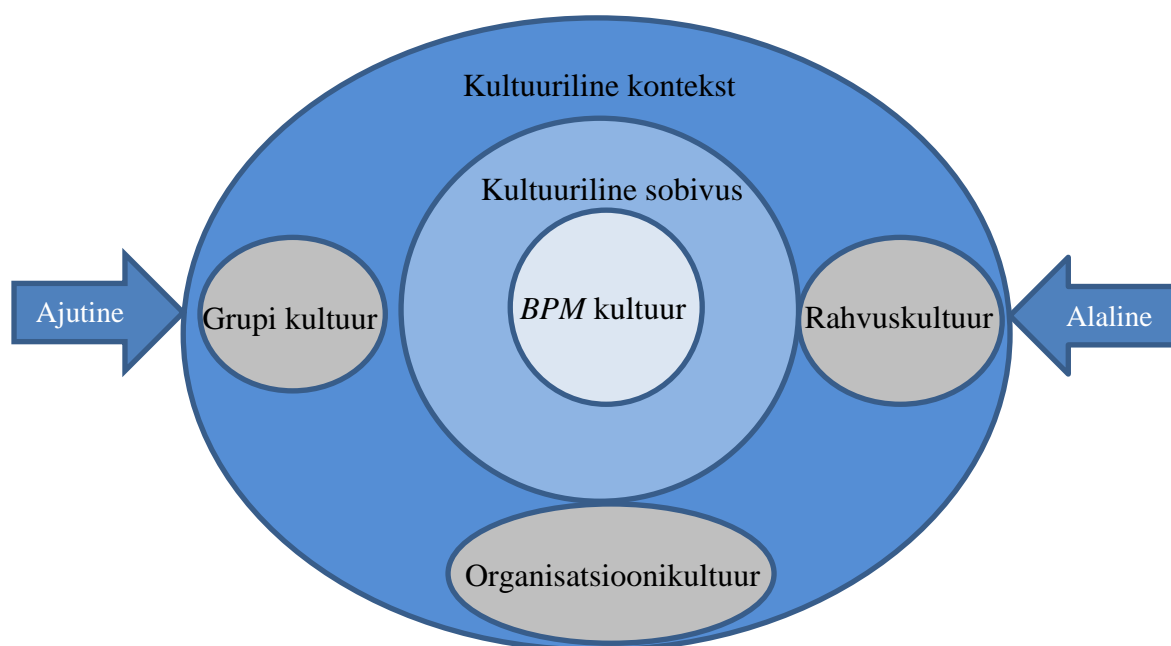 Kultuuriline kontekst
Kultuuriline sobivus
Ajutine
Grupi kultuur
BPM kultuur
Rahvuskultuur
Alaline
Organisatsioonikultuur